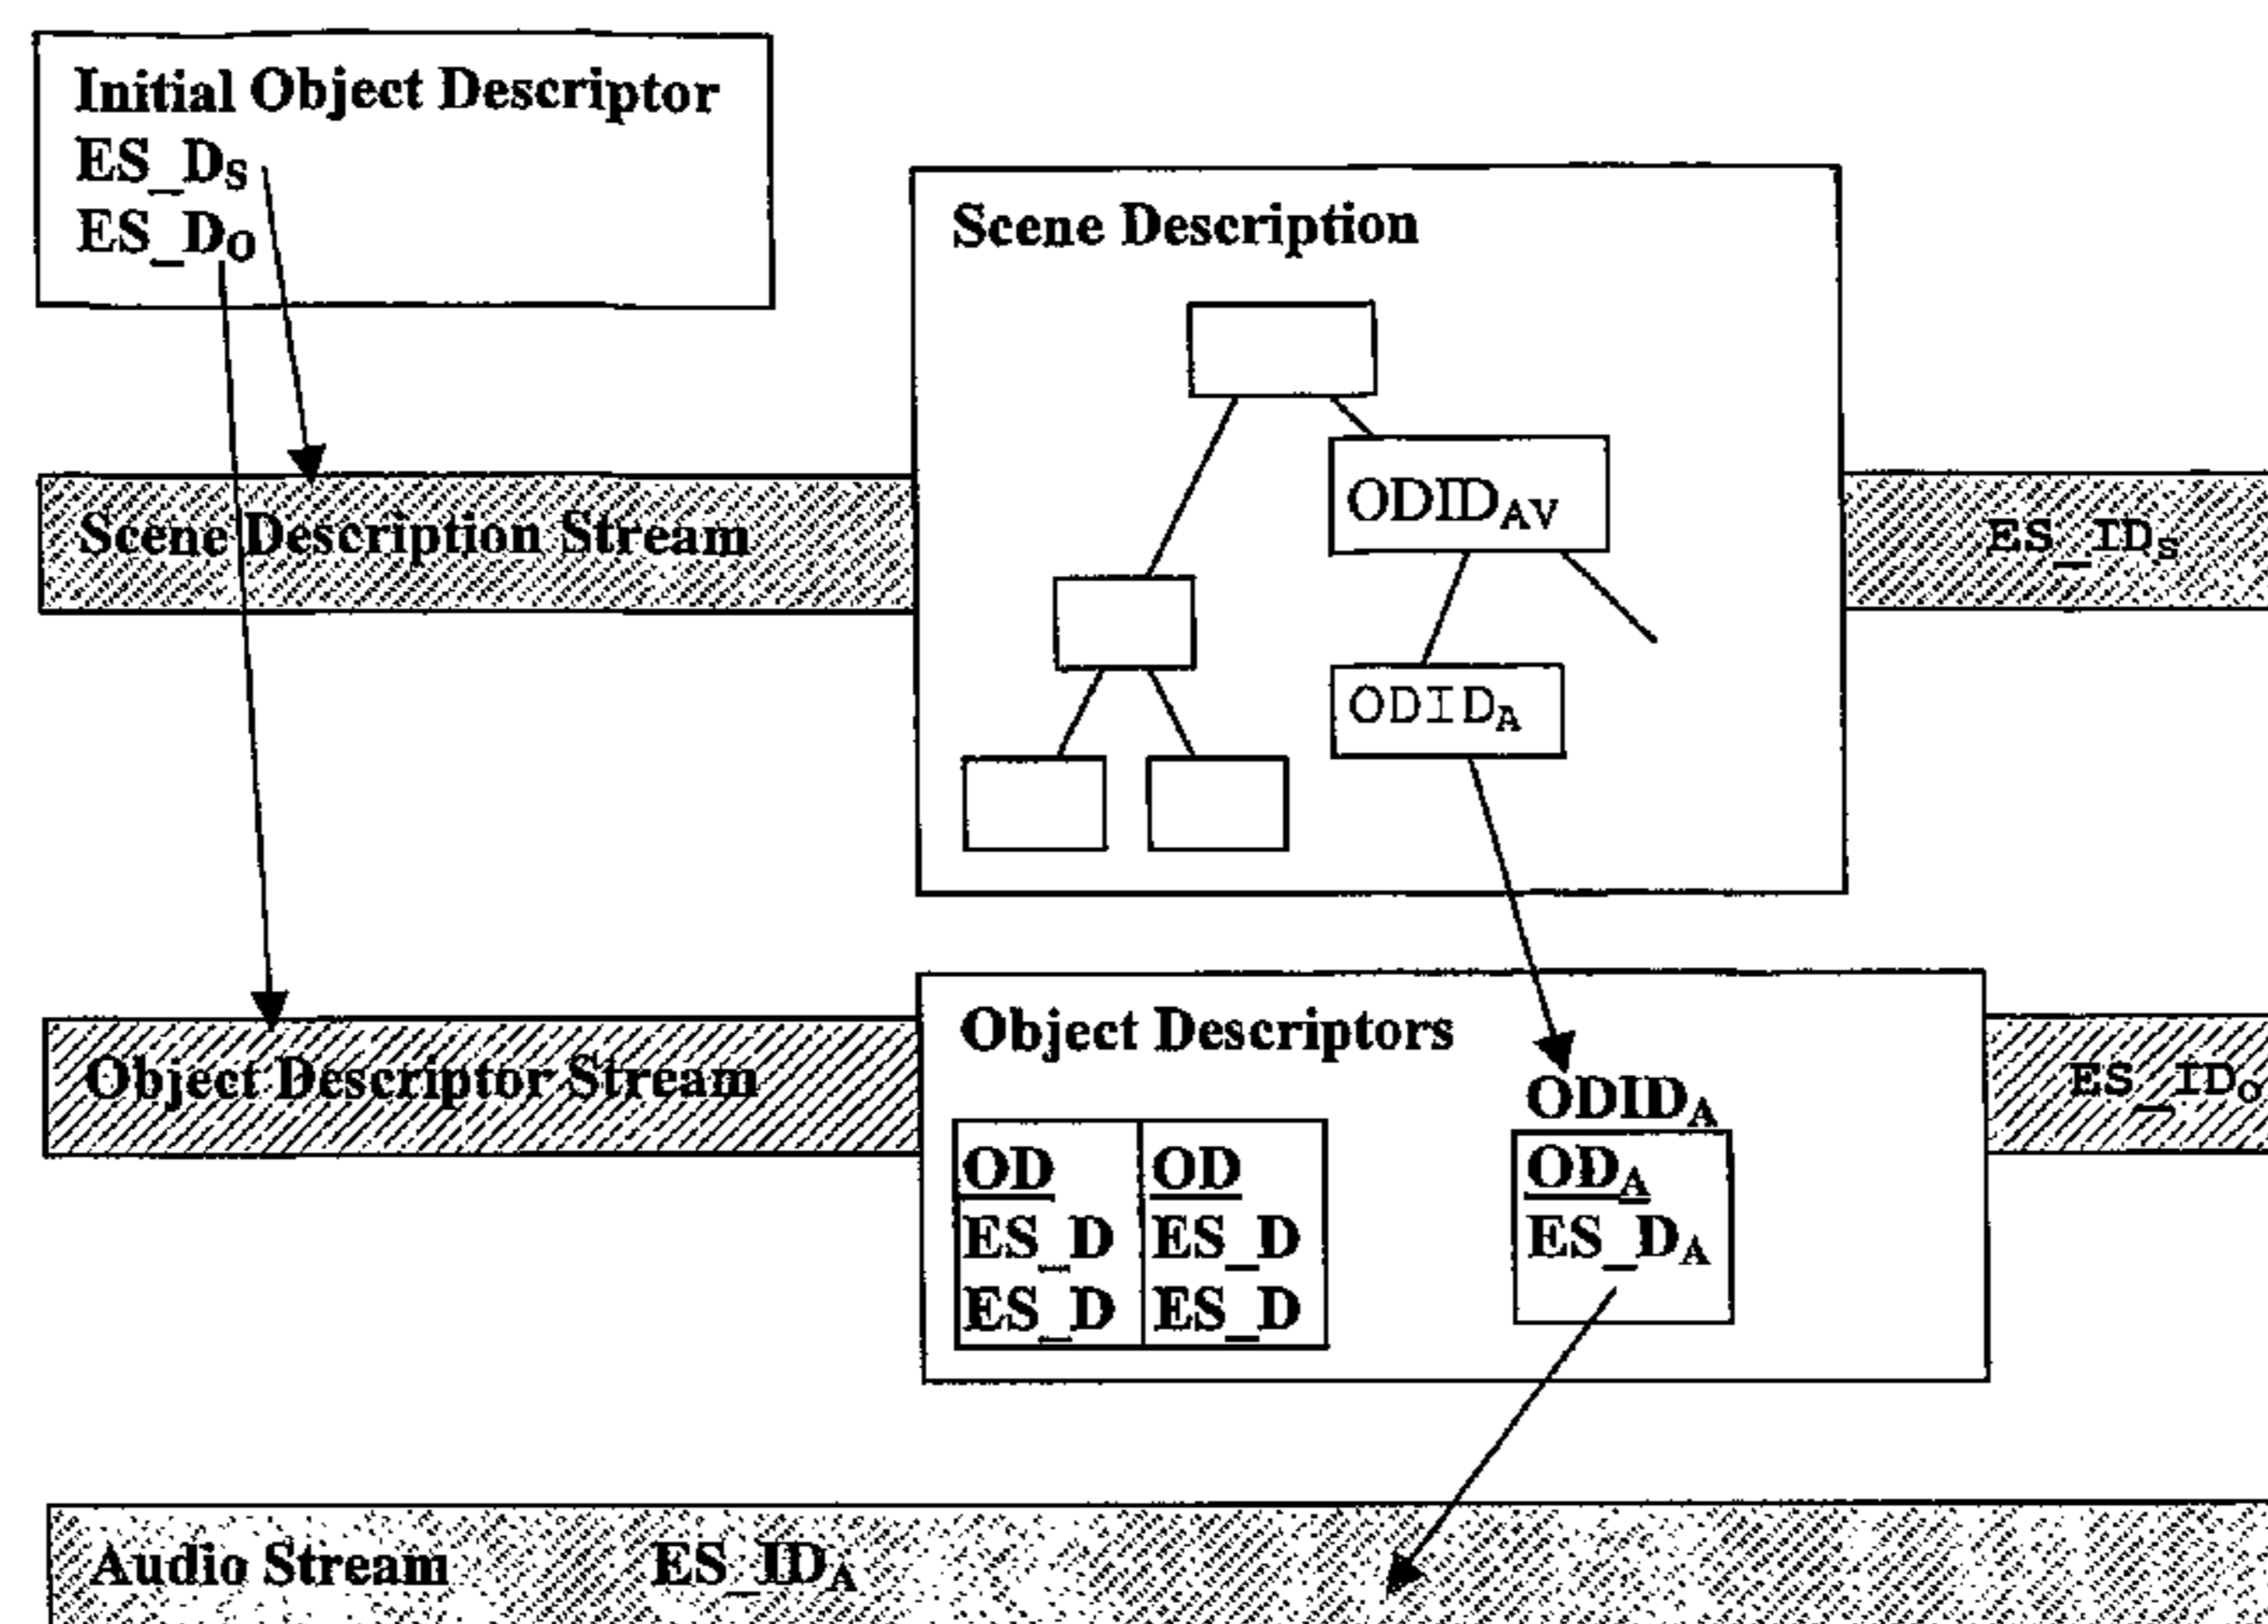 Initial Object Descriptor
ES_DS
ES_DO
Scene Description
ODIDAV
Scene Description Stream
ES_IDS
ODIDA
Object Descriptors
Object Descriptor Stream
ES_IDO
ODIDA
OD OD ODA
ES_D ES_D ES_DA
ES_D ES_D
Audio Stream ES_IDA